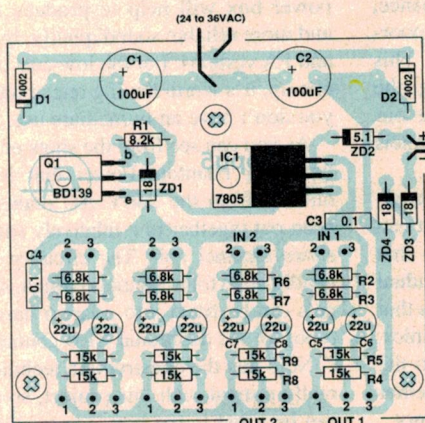 (24 to 36VAC)
C1
C2
+
+
4002
4002
D1
100uF
100uF
D2
R1
8.2k
5.1
ZD2
+
Q1
b
IC1
BD139
e
18
ZD1
7805
18
18
C3
0.1
ZD4
ZD3
C4
0.1
2 3
2 3
IN 2
2 3
IN 1
2 3
6.8k
6.8k
6.8k
R6
6.8k
R2
6.8k
6.8k
6.8k
R7
6.8k
R3
22u
22u
22u
22u
22u
22u
22u
22u
C7
C8
C5
C6
15k
15k
15k
R9
15k
R5
15k
15k
15k
R8
15k
R4
1 2 3
1 2 3
1 2 3
1 2 3
OUT 2
OUT 1